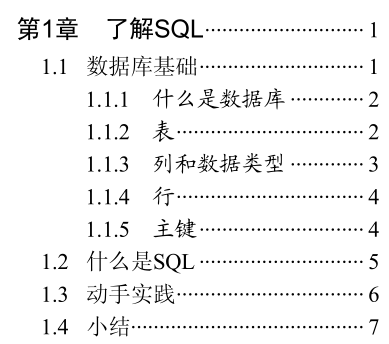 第1章 了解SQL…………………………1
1.1 数据库基础…………………………1
1.1.1 什么是数据库…………2
1.1.2 表…………………………2
1.1.3 列和数据类型…………3
1.1.4 行…………………………4
1.1.5 主键………………………4
1.2 什么是SQL…………………………5
1.3 动手实践……………………………6
1.4 小结…………………………………7